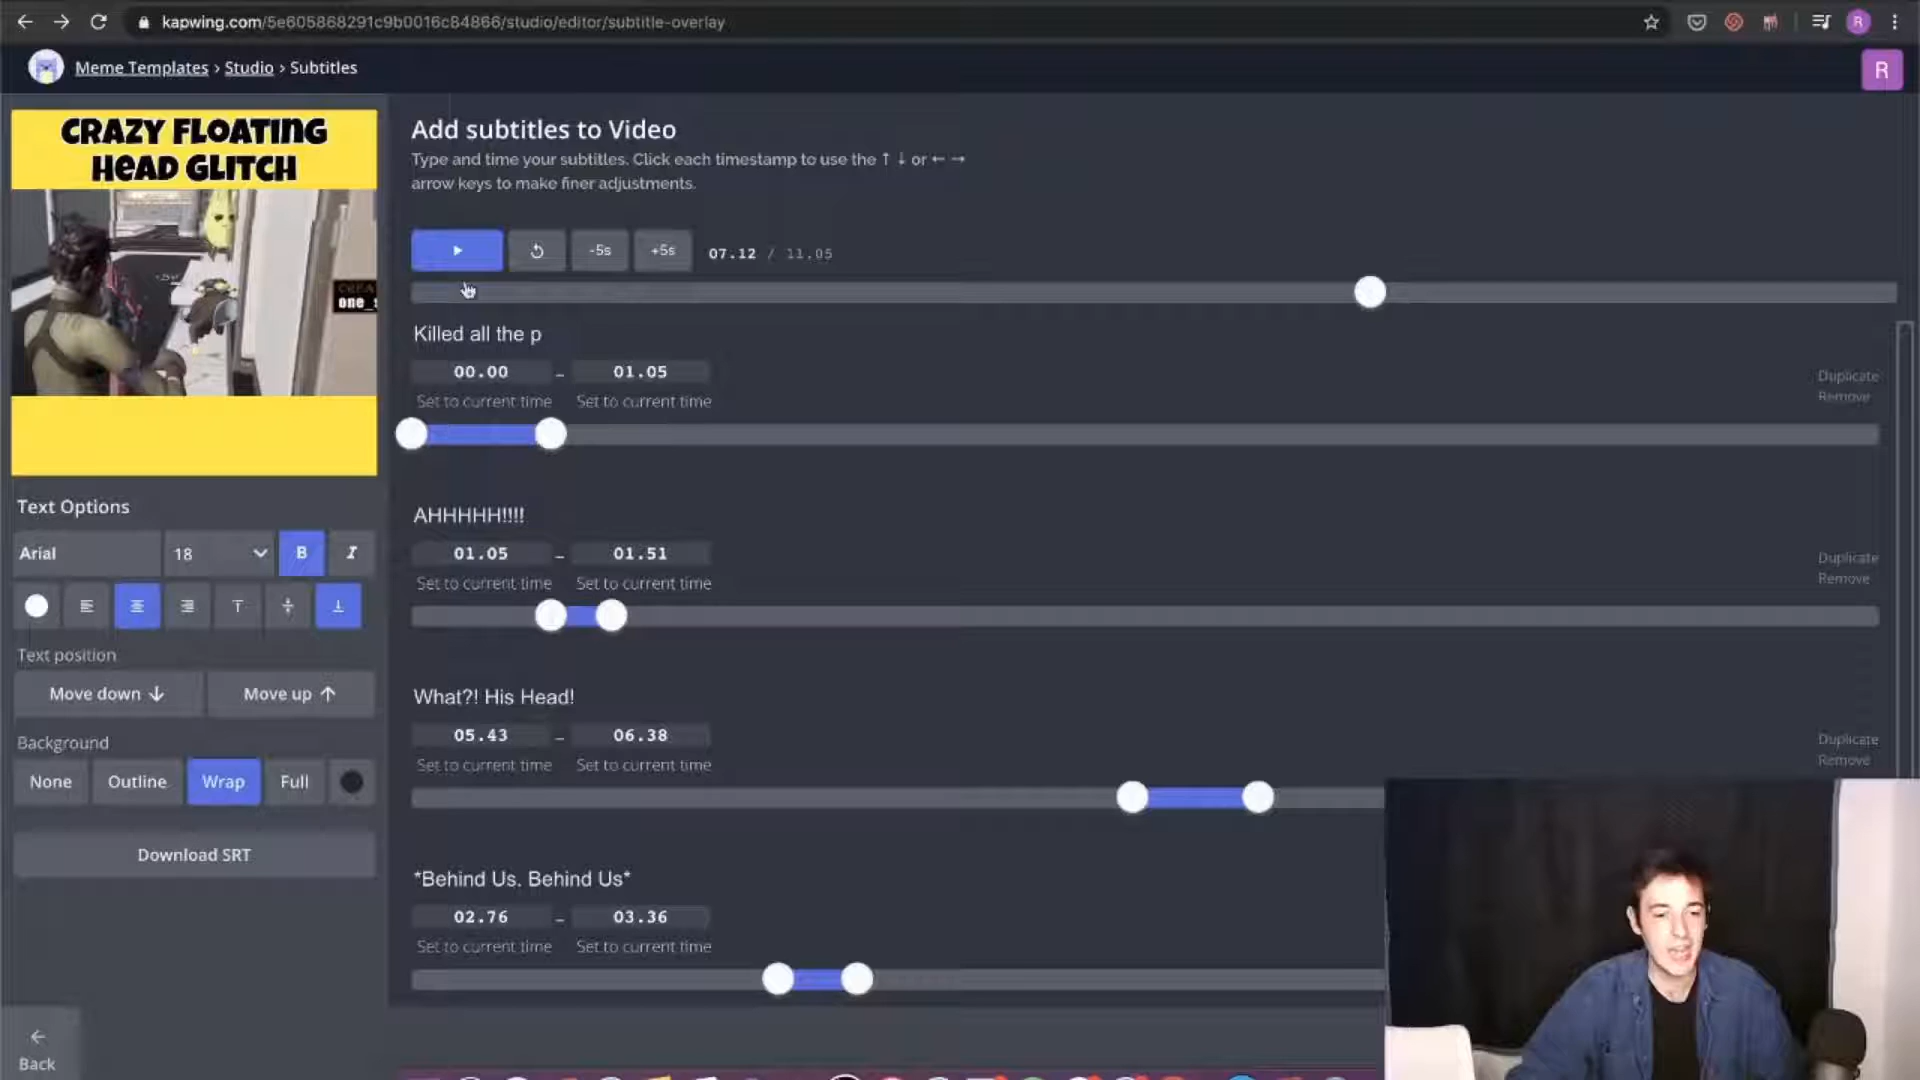 kapwing.com/5e605868291c9b0016c84866/studio/editor/subtitle-overlay
R
Meme Templates › Studio › Subtitles
R
CRAZY FLOATING
HEAD GLITCH
one_
Add subtitles to Video
Type and time your subtitles. Click each timestamp to use the ↑ ↓ or ← →
arrow keys to make finer adjustments.
-5s +5s 07.12 / 11.05
Killed all the p
00.00 – 01.05
Set to current time Set to current time
Duplicate
Remove
AHHHHH!!!!
01.05 – 01.51
Set to current time Set to current time
Duplicate
Remove
What?! His Head!
05.43 – 06.38
Set to current time Set to current time
Duplicate
Remove
*Behind Us. Behind Us*
02.76 – 03.36
Set to current time Set to current time
Text Options
Arial 18 B I
T
Text position
Move down ↓ Move up ↑
Background
None Outline Wrap Full
Download SRT
← 
Back